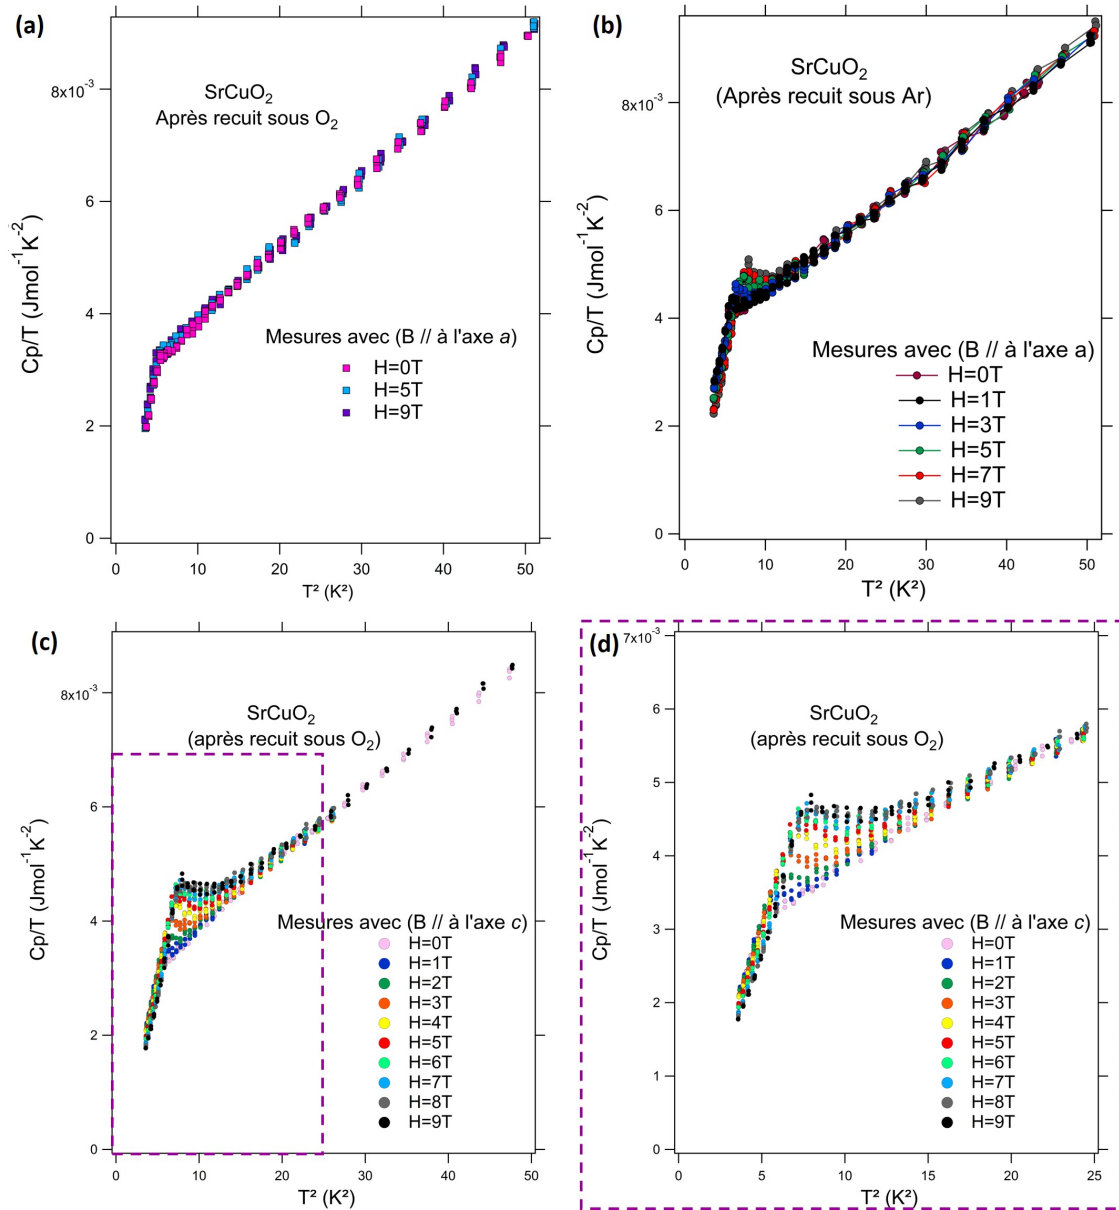 (a)
SrCuO₂
Après recuit sous O₂
8x10⁻³
6
4
2
0
Cp/T (Jmol⁻¹K⁻²)
Mesures avec (B // à l'axe a)
H=0T
H=5T
H=9T
0 10 20 30 40 50
T² (K²)
(b)
SrCuO₂
(Après recuit sous Ar)
8x10⁻³
6
4
2
0
Cp/T (Jmol⁻¹K⁻²)
Mesures avec (B // à l'axe a)
H=0T
H=1T
H=3T
H=5T
H=7T
H=9T
0 10 20 30 40 50
T² (K²)
(c)
SrCuO₂
(après recuit sous O₂)
8x10⁻³
6
4
2
0
Cp/T (Jmol⁻¹K⁻²)
Mesures avec (B // à l'axe c)
H=0T
H=1T
H=2T
H=3T
H=4T
H=5T
H=6T
H=7T
H=8T
H=9T
0 10 20 30 40 50
T² (K²)
(d)
SrCuO₂
(après recuit sous O₂)
7x10⁻³
6
5
4
3
2
1
0
Cp/T (Jmol⁻¹K⁻²)
Mesures avec (B // à l'axe c)
H=0T
H=1T
H=2T
H=3T
H=4T
H=5T
H=6T
H=7T
H=8T
H=9T
0 5 10 15 20 25
T² (K²)